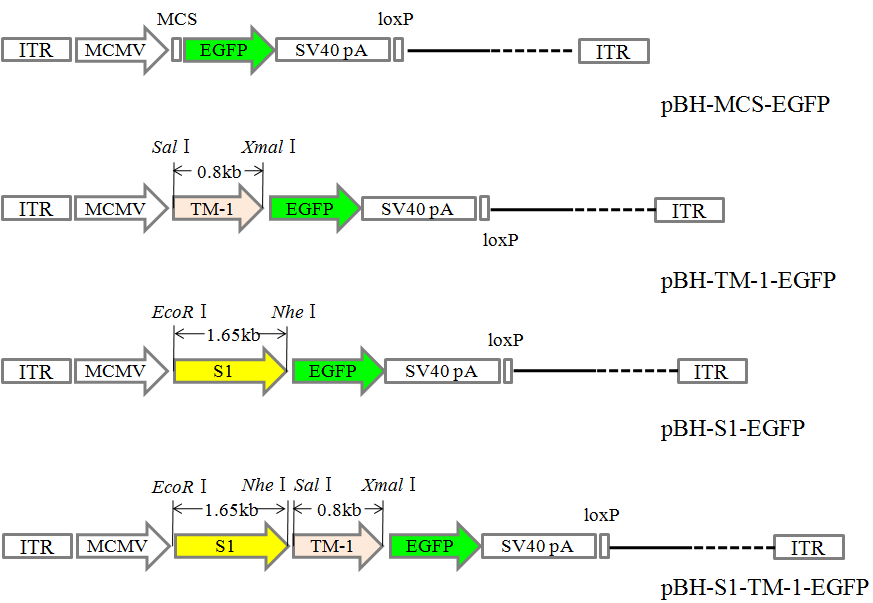 MCS loxP
ITR MCMV EGFP SV40 pA ITR
pBH-MCS-EGFP
Sal Ⅰ XmaI Ⅰ
0.8kb
ITR MCMV TM-1 EGFP SV40 pA ITR
loxP
pBH-TM-1-EGFP
EcoR Ⅰ Nhe Ⅰ
1.65kb loxP
ITR MCMV S1 EGFP SV40 pA ITR
pBH-S1-EGFP
EcoR Ⅰ Nhe Ⅰ Sal Ⅰ XmaI Ⅰ
1.65kb 0.8kb loxP
ITR MCMV S1 TM-1 EGFP SV40 pA ITR
pBH-S1-TM-1-EGFP